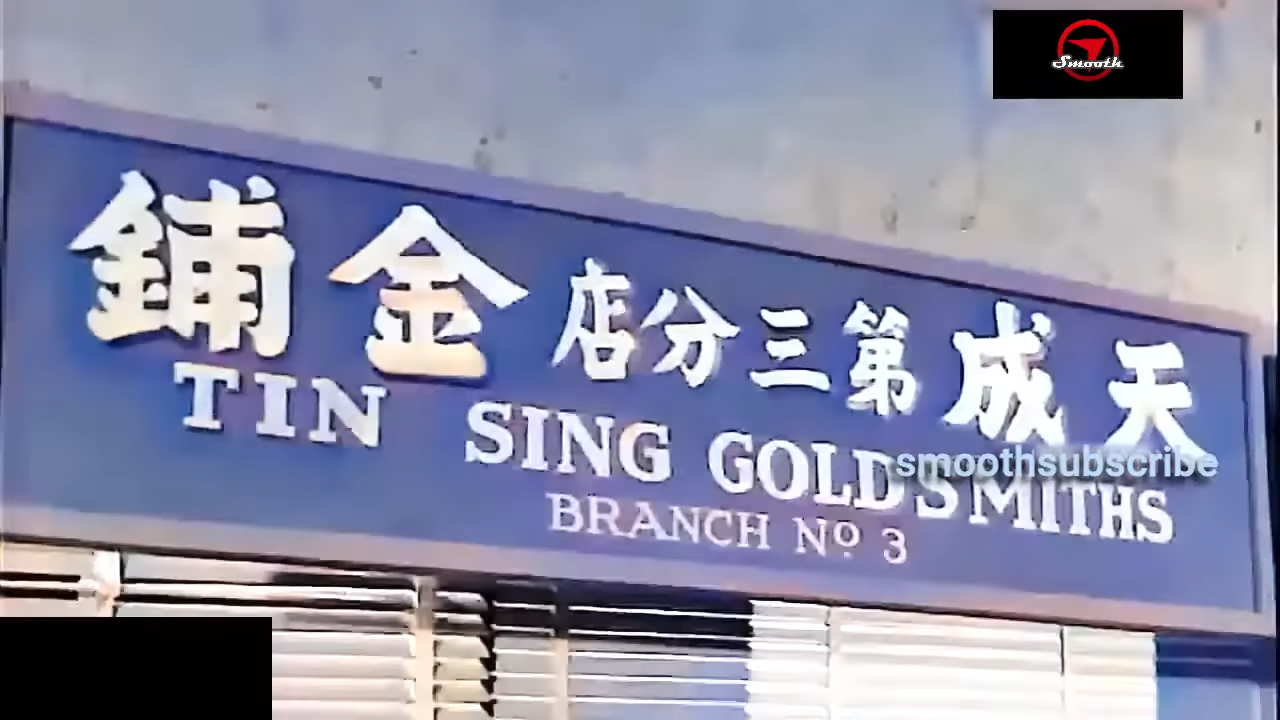 Smooth
天成第三分店金鋪
TIN SING GOLDSMITHS
smoothsubscribe
BRANCH Nº 3